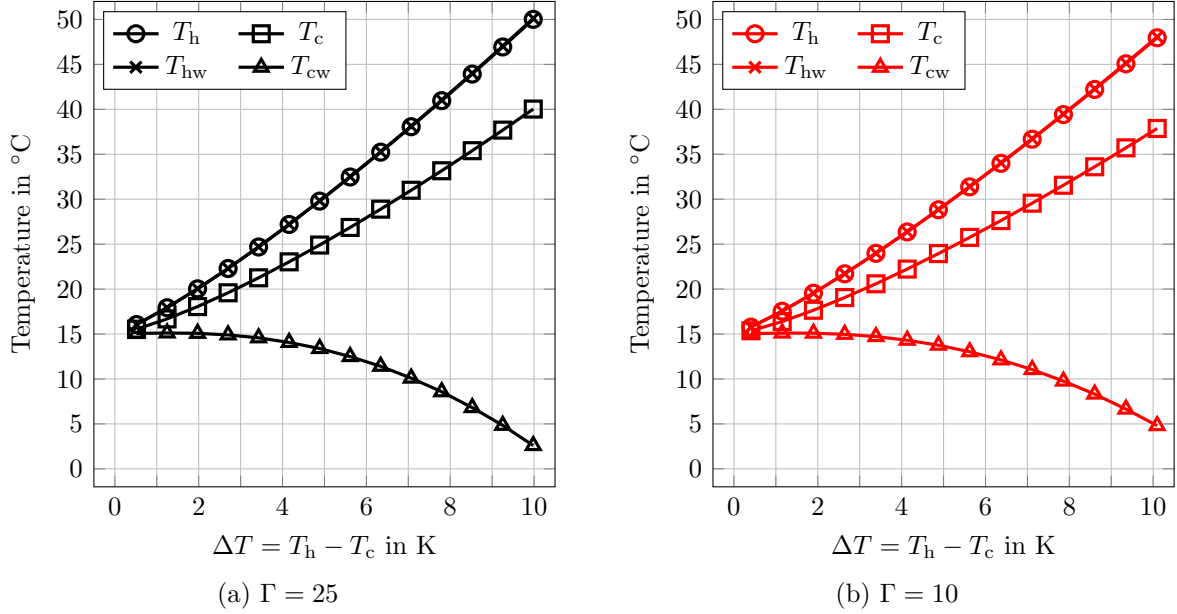 50
45
40
35
30
25
20
15
10
5
0
Temperature in °C
T_h T_c
T_hw T_cw
0 2 4 6 8 10
ΔT = T_h − T_c in K
(a) Γ = 25
50
45
40
35
30
25
20
15
10
5
0
Temperature in °C
T_h T_c
T_hw T_cw
0 2 4 6 8 10
ΔT = T_h − T_c in K
(b) Γ = 10